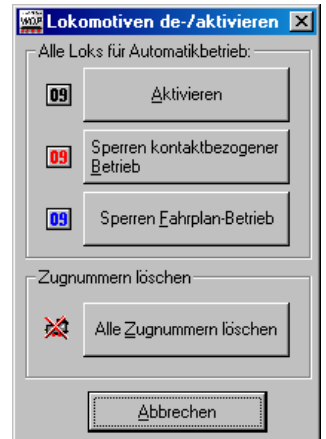 WDP Lokomotiven de-/aktivieren
Alle Loks für Automatikbetrieb:
09 Aktivieren
09 Sperren kontaktbezogener
Betrieb
09 Sperren Fahrplan-Betrieb
Zugnummern löschen
Alle Zugnummern löschen
Abbrechen